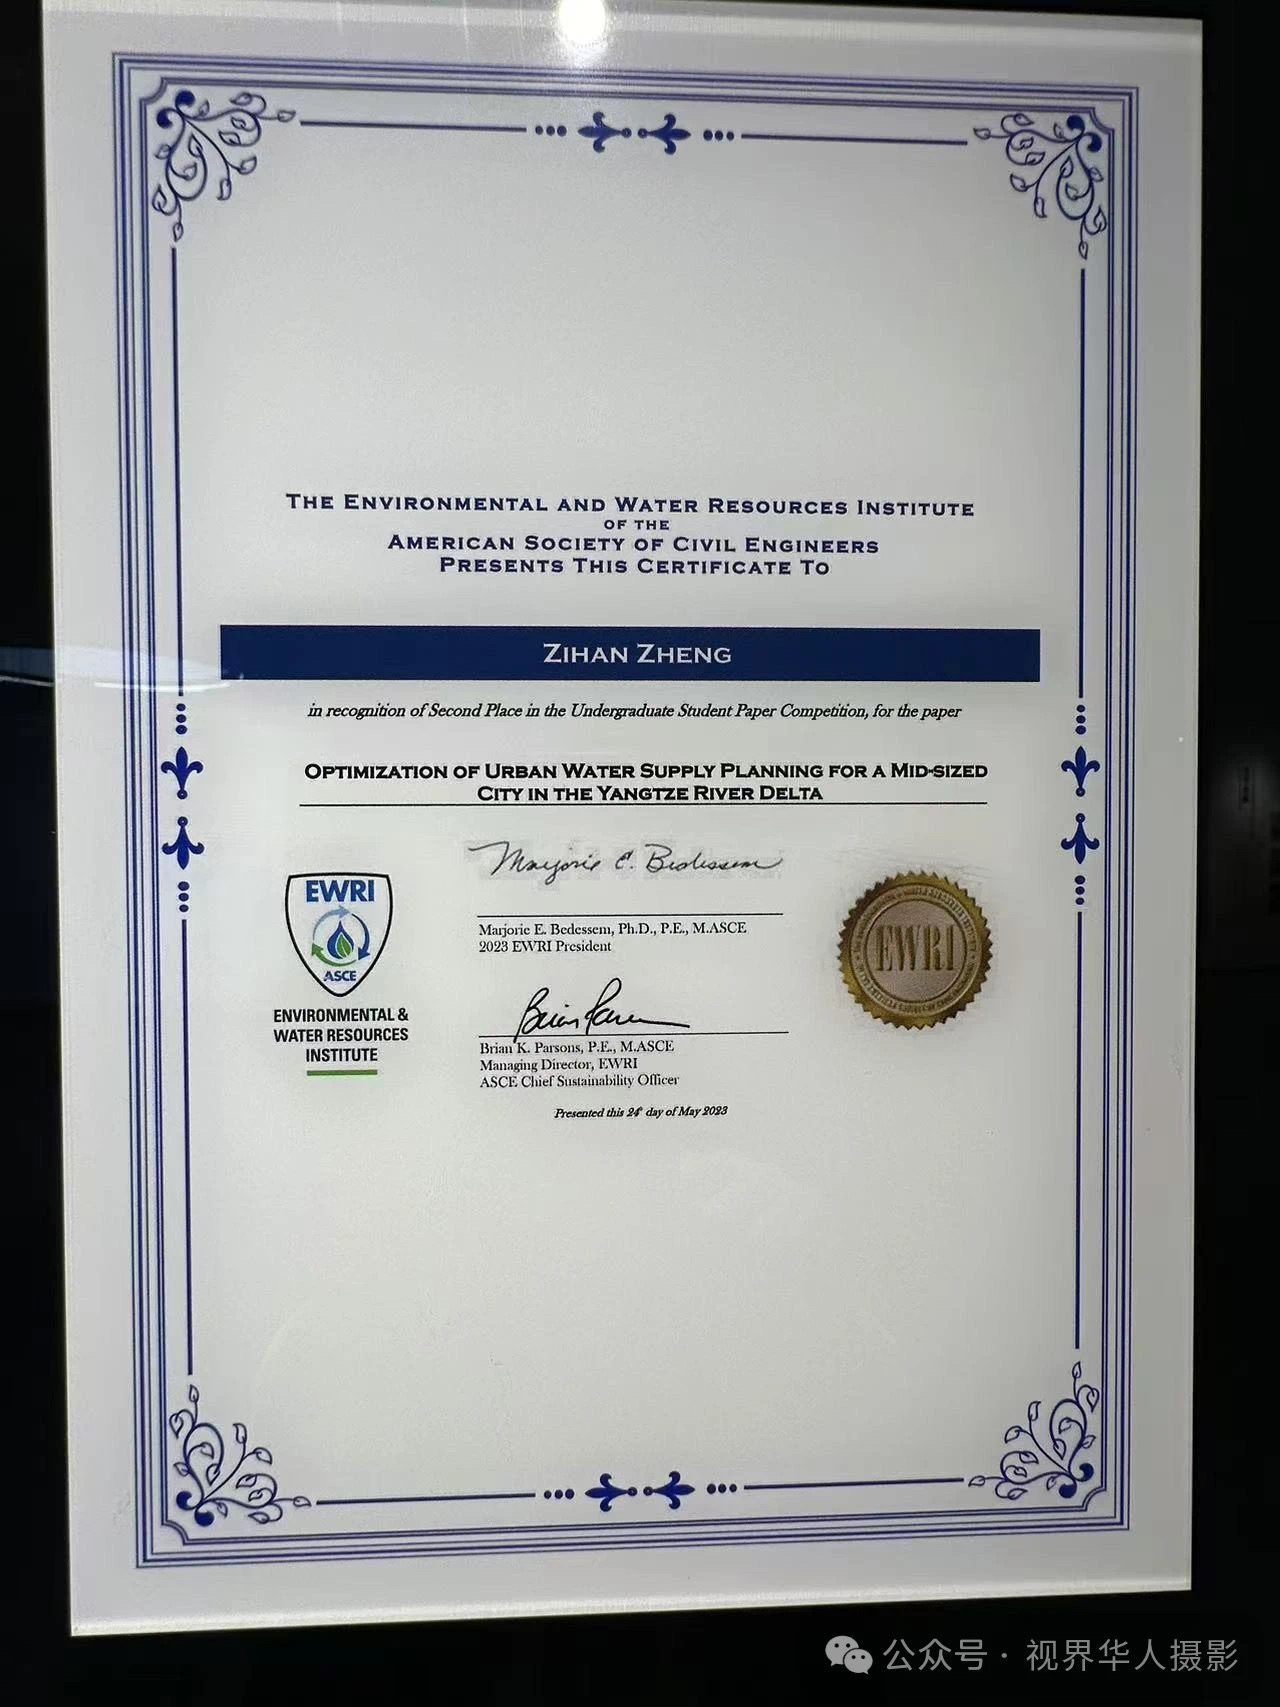 THE ENVIRONMENTAL AND WATER RESOURCES INSTITUTE
OF THE
AMERICAN SOCIETY OF CIVIL ENGINEERS
PRESENTS THIS CERTIFICATE TO
ZIHAN ZHENG
in recognition of Second Place in the Undergraduate Student Paper Competition, for the paper
OPTIMIZATION OF URBAN WATER SUPPLY PLANNING FOR A MID-SIZED
CITY IN THE YANGTZE RIVER DELTA
Marjorie E. Bedessem
Marjorie E. Bedessem, Ph.D., P.E., M.ASCE
2023 EWRI President
EWRI
ASCE
ENVIRONMENTAL &
WATER RESOURCES
INSTITUTE
EWRI
Brian K. Parsons, P.E., M.ASCE
Managing Director, EWRI
ASCE Chief Sustainability Officer
Presented this 24 day of May 2023
公众号 · 视界华人摄影